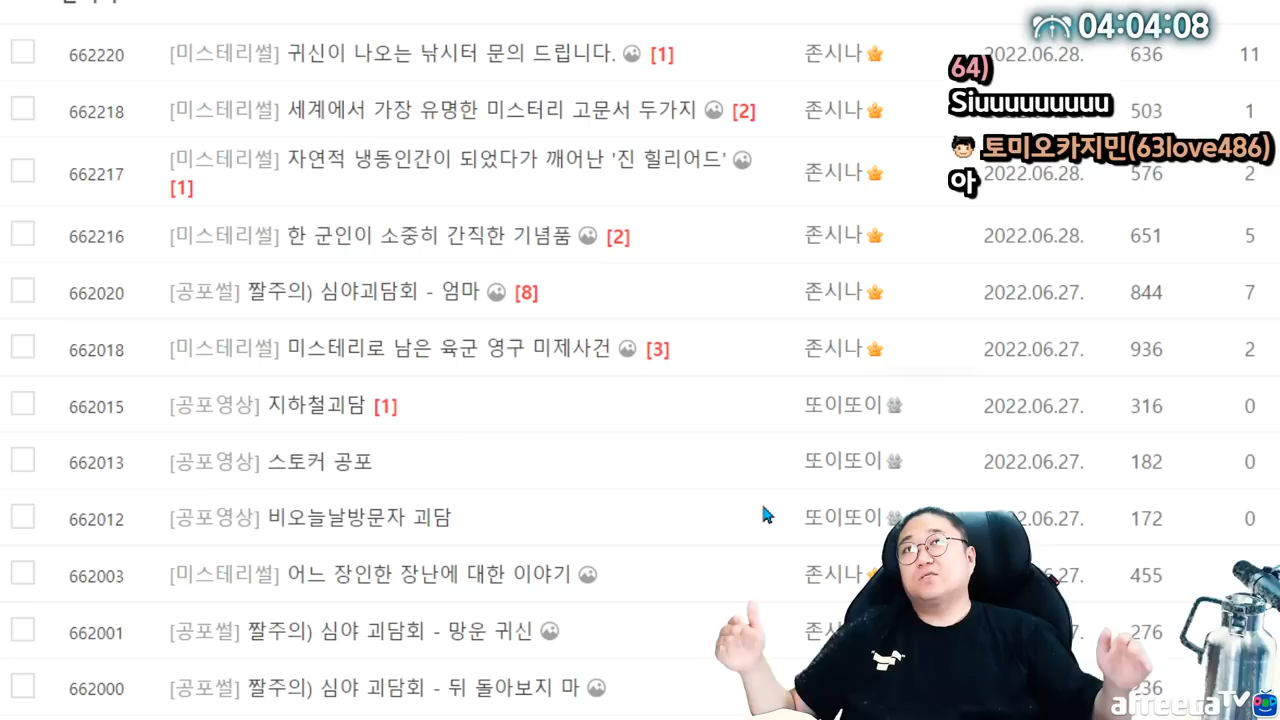 04:04:08
662220 [미스테리썰] 귀신이 나오는 낚시터 문의 드립니다. [1] 존시나 2022.06.28. 636 11
64)
Siuuuuuuuuu
662218 [미스테리썰] 세계에서 가장 유명한 미스터리 고문서 두가지 [2] 존시나 503 1
토미오카지민(63love486)
아
662217 [미스테리썰] 자연적 냉동인간이 되었다가 깨어난 '진 힐리어드' 존시나 2022.06.28. 576 2
[1]
662216 [미스테리썰] 한 군인이 소중히 간직한 기념품 [2] 존시나 2022.06.28. 651 5
662020 [공포썰] 짤주의) 심야괴담회 - 엄마 [8] 존시나 2022.06.27. 844 7
662018 [미스테리썰] 미스테리로 남은 육군 영구 미제사건 [3] 존시나 2022.06.27. 936 2
662015 [공포영상] 지하철괴담 [1] 또이또이 2022.06.27. 316 0
662013 [공포영상] 스토커 공포 또이또이 2022.06.27. 182 0
662012 [공포영상] 비오늘날방문자 괴담 또이또이 06.27. 172 0
662003 [미스테리썰] 어느 장인한 장난에 대한 이야기 존시나 27. 455
662001 [공포썰] 짤주의) 심야 괴담회 - 망운 귀신 존시 276
662000 [공포썰] 짤주의) 심야 괴담회 - 뒤 돌아보지 마 존
afreecaTV